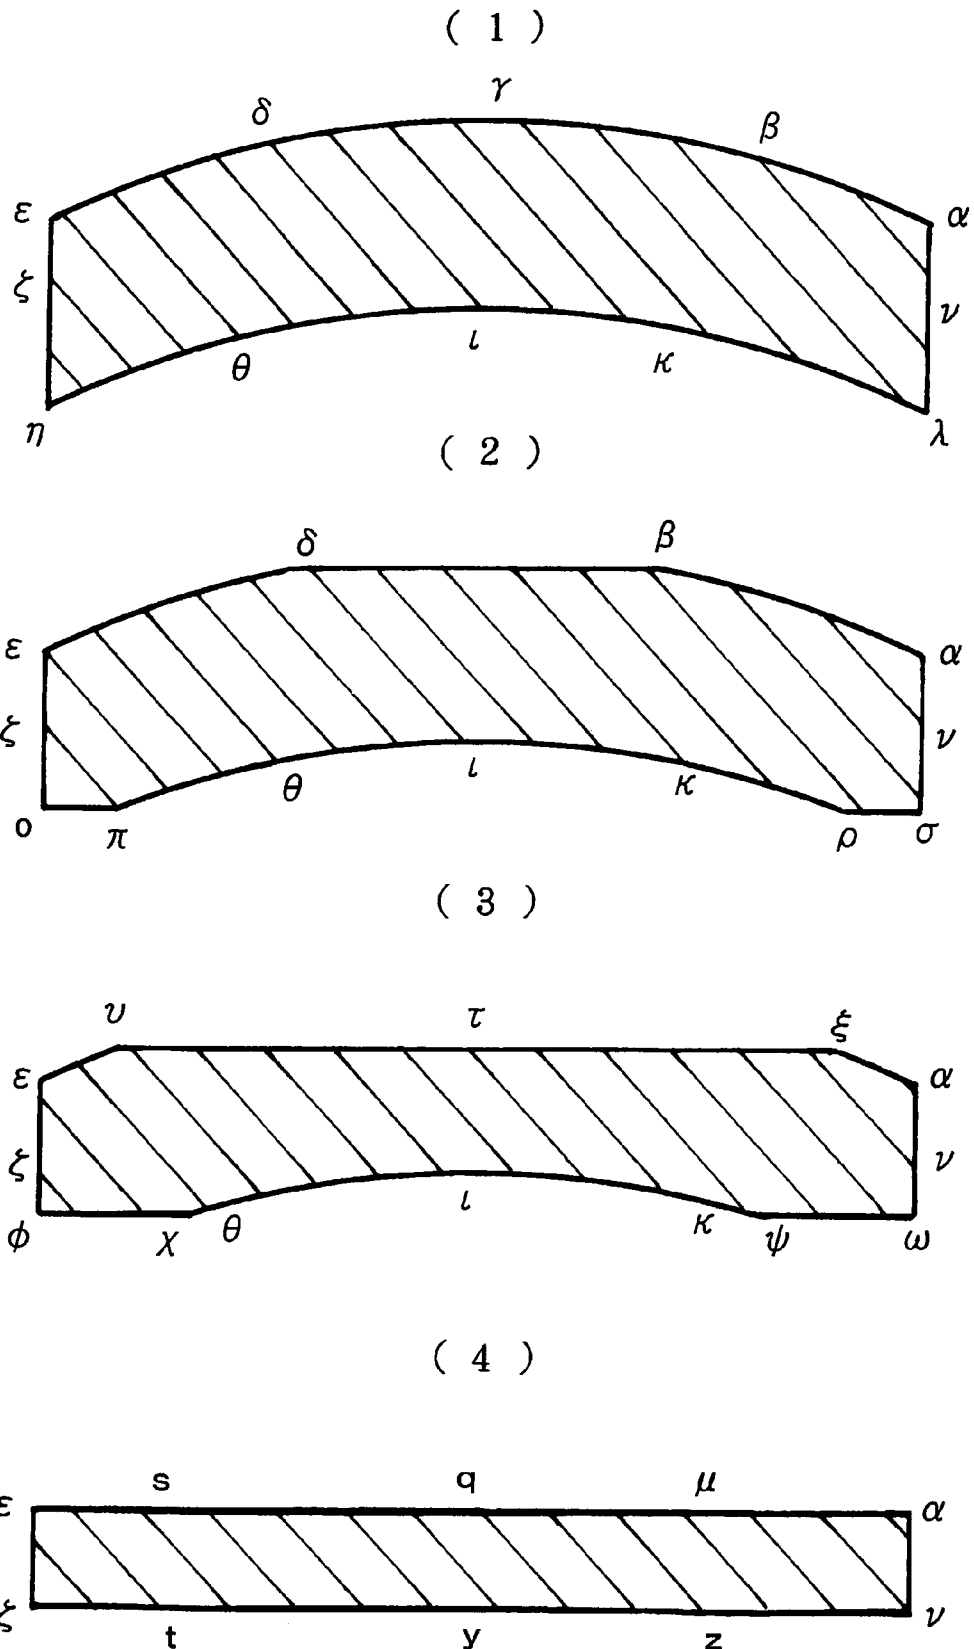 ( 1 )
γ
δ β
ε α
ζ ν
θ ι κ
η λ
( 2 )
δ β
ε α
ζ ν
θ ι κ
ο π ρ σ
( 3 )
υ τ ξ
ε α
ζ ν
φ χ θ ι κ ψ ω
( 4 )
s q μ
ε α
ζ ν
t y z